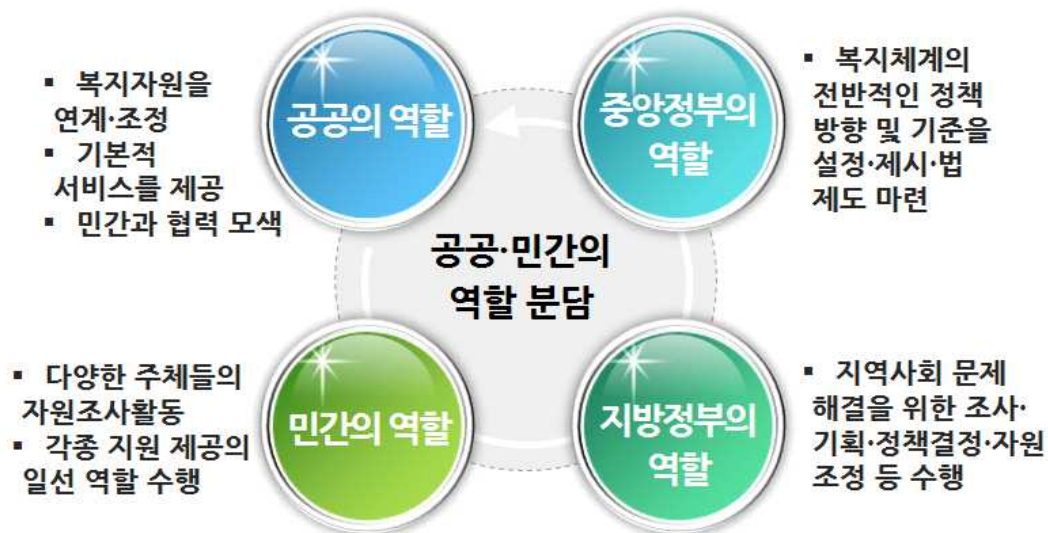 ▪ 복지자원을
연계·조정
▪ 기본적
서비스를 제공
▪ 민간과 협력 모색
공공의 역할
중앙정부의
역할
▪ 복지체계의
전반적인 정책
방향 및 기준을
설정·제시·법
제도 마련
공공·민간의
역할 분담
▪ 다양한 주체들의
자원조사활동
▪ 각종 지원 제공의
일선 역할 수행
민간의 역할
지방정부의
역할
▪ 지역사회 문제
해결을 위한 조사·
기획·정책결정·자원
조정 등 수행